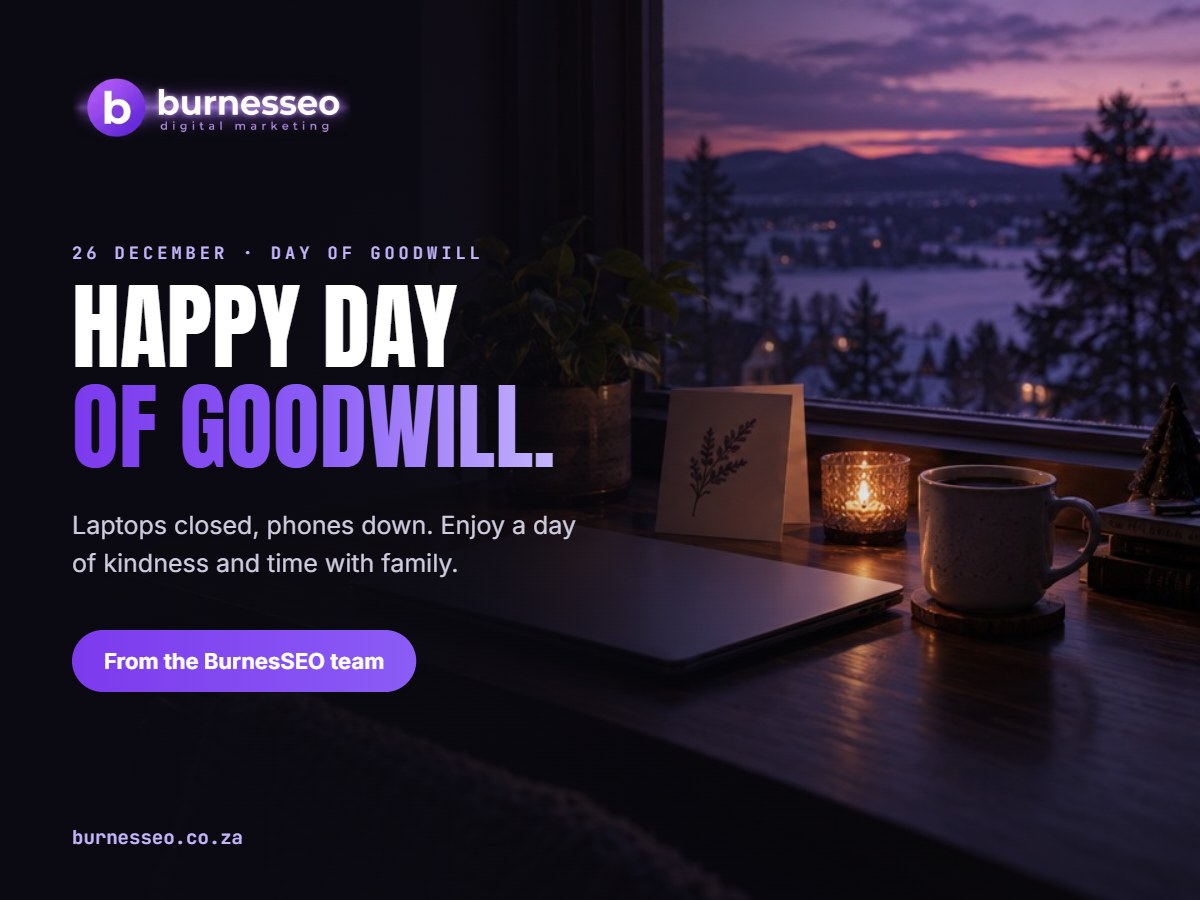 b burnesseo
digital marketing
26 DECEMBER · DAY OF GOODWILL
HAPPY DAY
OF GOODWILL.
Laptops closed, phones down. Enjoy a day
of kindness and time with family.
From the BurnesSEO team
burnesseo.co.za